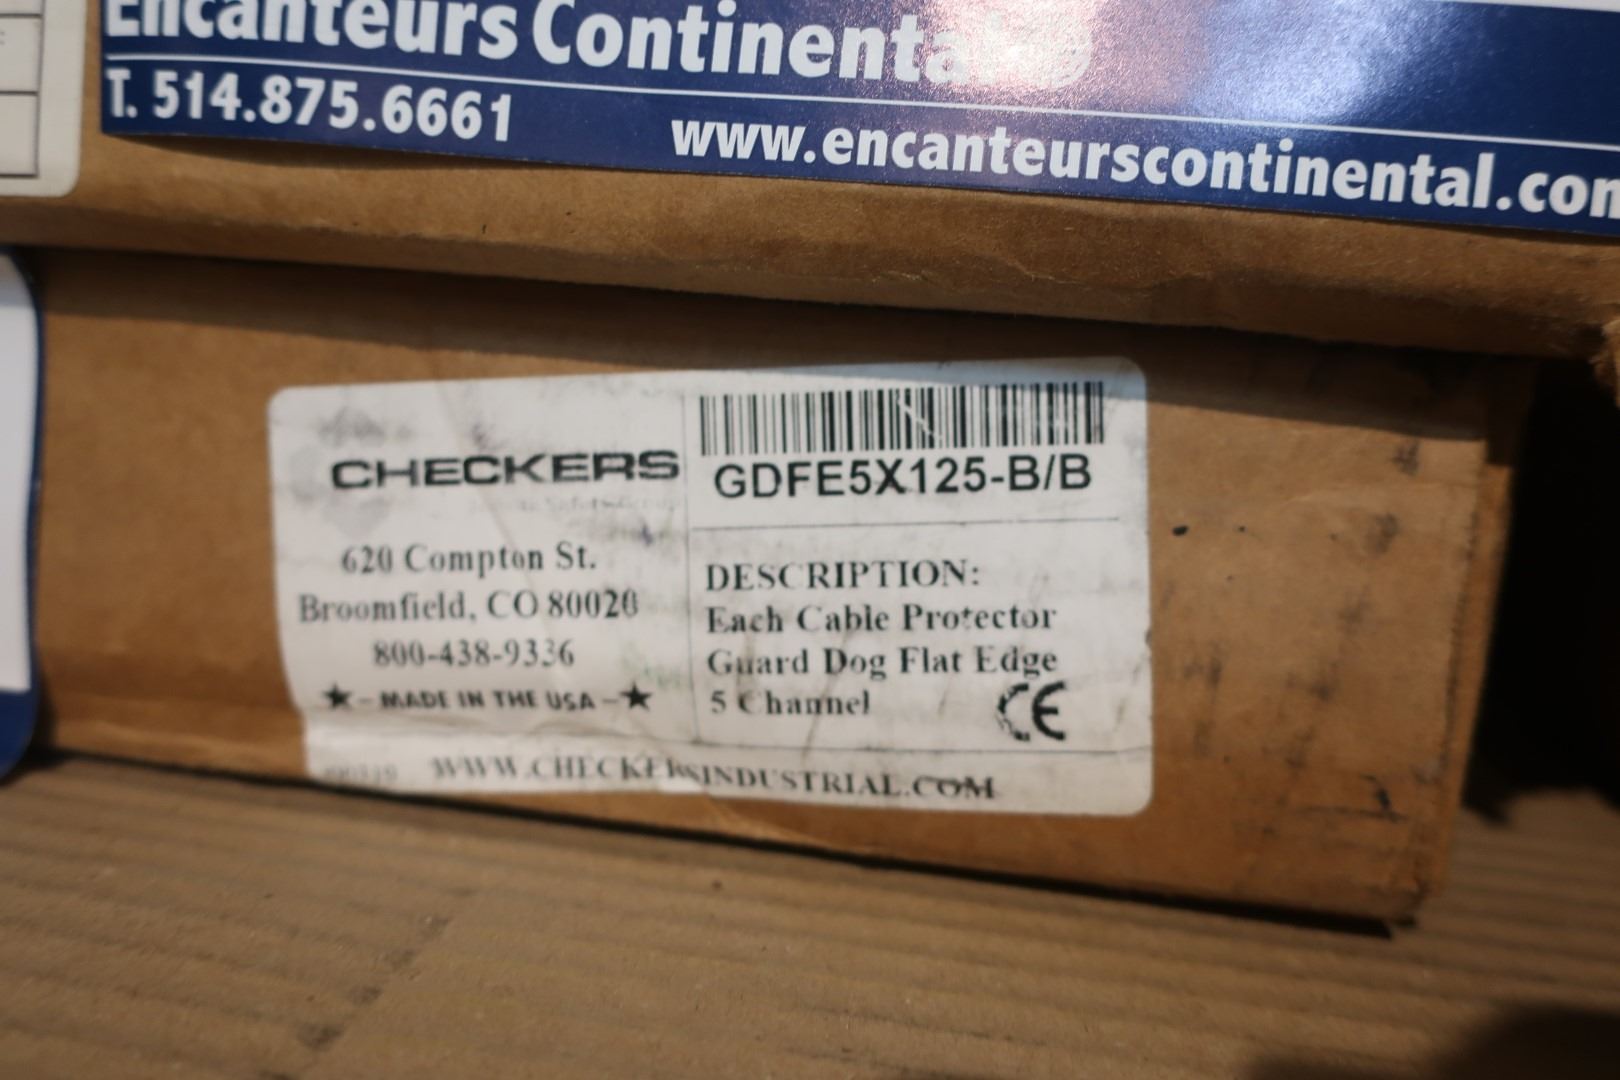 Encanteurs Continental
T. 514.875.6661
www.encanteurscontinental.com
CHECKERS
620 Compton St.
Broomfield, CO 80020
800-438-9336
★ - MADE IN THE USA - ★
GDFE5X125-B/B
DESCRIPTION:
Each Cable Protector
Guard Dog Flat Edge
5 Channel
CE
WWW.CHECKERSINDUSTRIAL.COM